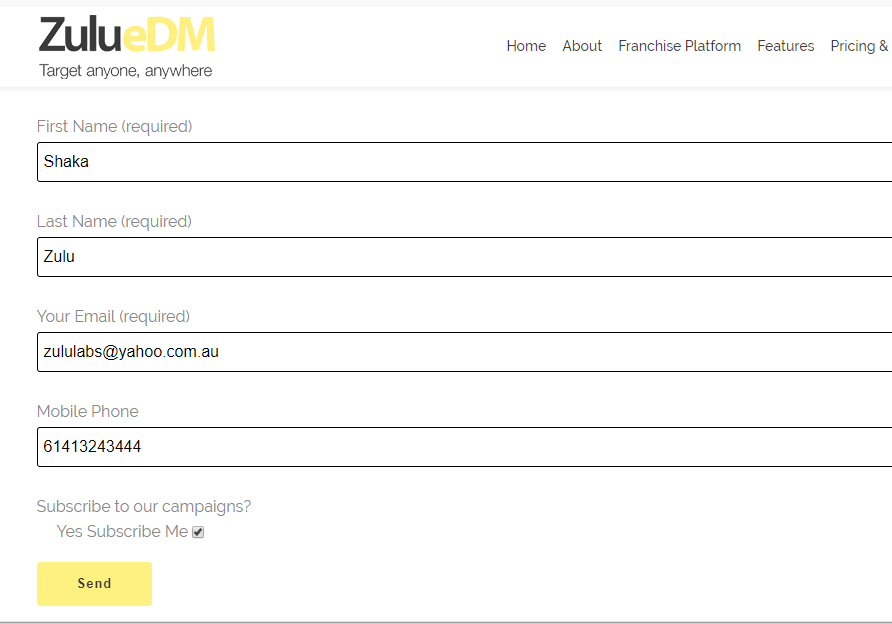 ZulueDM
Target anyone, anywhere
Home About Franchise Platform Features Pricing &
First Name (required)
Shaka
Last Name (required)
Zulu
Your Email (required)
zululabs@yahoo.com.au
Mobile Phone
61413243444
Subscribe to our campaigns?
Yes Subscribe Me
Send